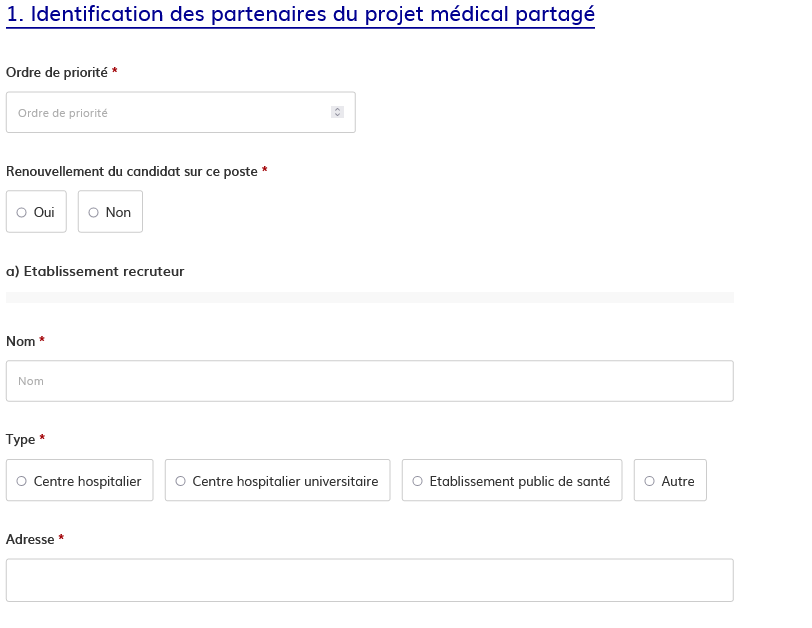 1. Identification des partenaires du projet médical partagé
Ordre de priorité *
Ordre de priorité
Renouvellement du candidat sur ce poste *
Oui Non
a) Etablissement recruteur
Nom *
Nom
Type *
Centre hospitalier Centre hospitalier universitaire Etablissement public de santé Autre
Adresse *